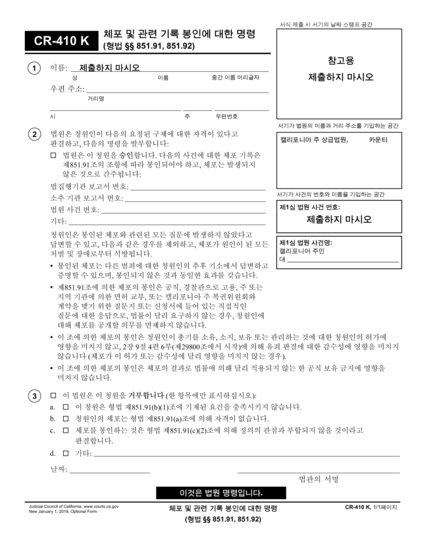 서식 제출 시 서기의 날짜 스탬프 공간
CR-410 K
체포 및 관련 기록 봉인에 대한 명령
(형법 §§ 851.91, 851.92)
참고용
제출하지 마시오
1
이름: 제출하지 마시오
성 이름 중간 이름 머리글자
우편 주소:
거리명
시 주 우편번호
서기가 법원의 이름과 거리 주소를 기입하는 공간
캘리포니아 주 상급법원, 카운티
서기가 사건의 번호와 이름을 기입하는 공간
제1심 법원 사건 번호:
제출하지 마시오
제1심 법원 사건명:
캘리포니아 주민
대
2
법원은 청원인이 다음의 요청된 구제에 대한 자격이 있다고
판결하고, 다음의 명령을 발부합니다:
☐ 법원은 이 청원을 승인합니다. 다음의 사건에 대한 체포 기록은
제851.91조의 조항에 따라 봉인되어야 하고, 체포는 발생되지
않은 것으로 간주됩니다:
법집행기관 보고서 번호:
소추 기관 보고서 번호:
법원 사건 번호:
기타:
청원인은 봉인된 체포와 관련된 모든 질문에 발생하지 않았다고
답변할 수 있고, 다음과 같은 경우를 제외하고, 체포가 원인이 된 모든
처벌 및 장애로부터 석방됩니다.
• 봉인된 체포는 다른 범죄에 대한 청원인의 추후 기소에서 답변하고
증명할 수 있으며, 봉인되지 않은 것과 동일한 효과를 갖습니다.
• 제851.91조에 의한 체포의 봉인은 공직, 경찰관으로 고용, 주 또는
지역 기관에 의한 면허 교부, 또는 캘리포니아 주 복권위원회와
계약을 맺기 위한 질문지 또는 신청서에 들어 있는 직접적인
질문에 대한 응답으로, 법률이 달리 요구하지 않는 경우, 청원인에
대해 체포를 공개할 의무를 면제하지 않습니다.
• 이 조에 의한 체포의 봉인은 청원인이 총기를 소유, 소지, 보유 또는 관리하는 것에 대한 청원인의 허가에
영향을 미치지 않고, 2장 9절 4편 6부(제29800조에서 시작)에 의해 유죄 판결에 대한 감수성에 영향을 미치지
않습니다 (체포가 이 허가 또는 감수성에 달리 영향을 미치지 않는 경우).
• 이 조에 의한 체포의 봉인은 체포의 결과로 법률에 의해 달리 적용되지 않는 한 공직 보유 금지에 영향을
미치지 않습니다.
3
☐ 이 법원은 이 청원을 거부합니다 (한 항목에만 표시하십시오):
a. ☐ 이 청원은 형법 제851.91(b)(1)조에 기재된 요건을 충족시키지 않습니다.
b. ☐ 청원인의 체포는 형법 제851.91(a)조에 의해 자격이 없습니다.
c. ☐ 체포를 봉인하는 것은 형법 제851.91(c)(2)조에 의해 정의의 관점과 부합되지 않을 것이라고
판결합니다.
d. ☐ 기타:
날짜:
법관의 서명
이것은 법원 명령입니다.
Judicial Council of California, www.courts.ca.gov
New January 1, 2019, Optional Form
체포 및 관련 기록 봉인에 대한 명령
(형법 §§ 851.91, 851.92)
CR-410 K, 1/1페이지